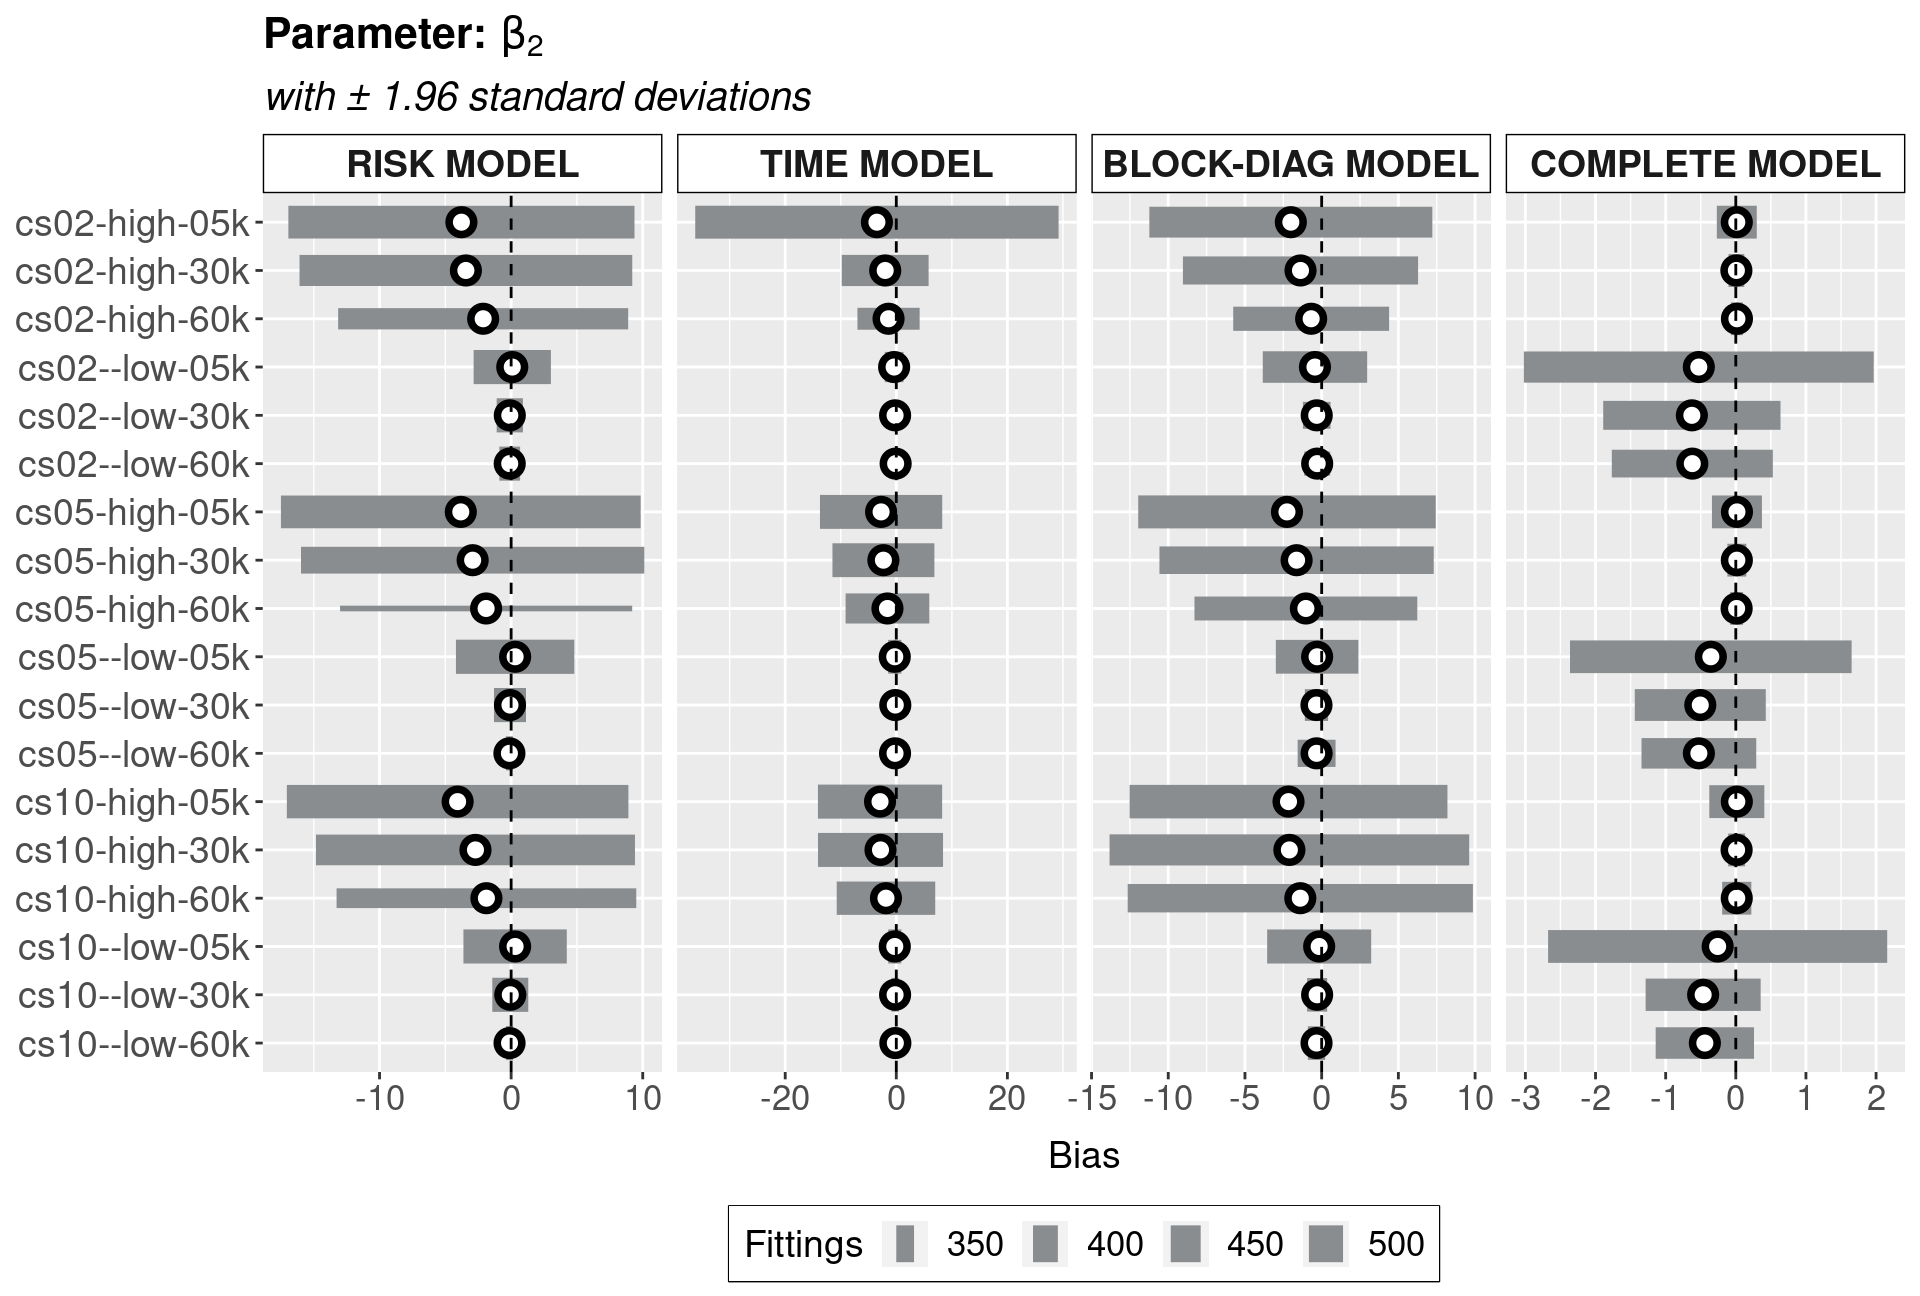 Parameter: β₂
with ± 1.96 standard deviations
RISK MODEL TIME MODEL BLOCK-DIAG MODEL COMPLETE MODEL
cs02-high-05k
cs02-high-30k
cs02-high-60k
cs02--low-05k
cs02--low-30k
cs02--low-60k
cs05-high-05k
cs05-high-30k
cs05-high-60k
cs05--low-05k
cs05--low-30k
cs05--low-60k
cs10-high-05k
cs10-high-30k
cs10-high-60k
cs10--low-05k
cs10--low-30k
cs10--low-60k
-10 0 10 -20 0 20 -15 -10 -5 0 5 10 -3 -2 -1 0 1 2
Bias
Fittings 350 400 450 500